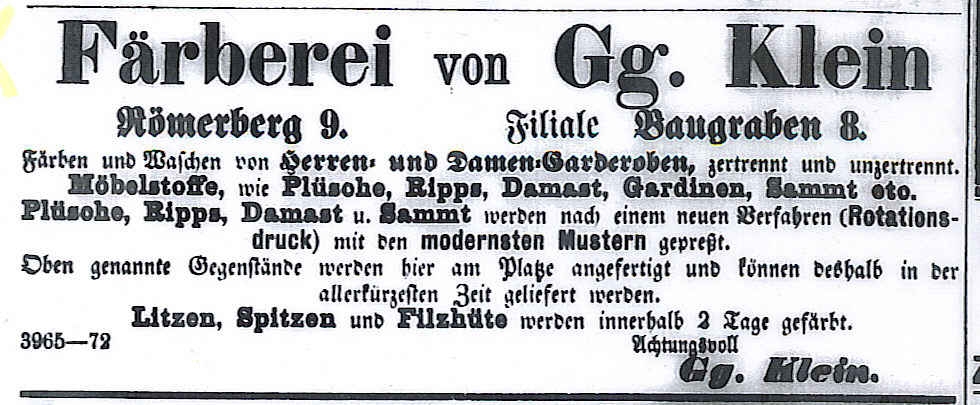 Färberei von Gg. Klein
Römerberg 9. Filiale Baugraben 8.
Färben und Waschen von Herren- und Damen-Garderoben, zertrennt und unzertrennt.
Möbelstoffe, wie Plüsche, Ripps, Damast, Gardinen, Sammt etc.
Plüsche, Ripps, Damast u. Sammt werden nach einem neuen Verfahren (Rotations-
druck) mit den modernsten Mustern gepreßt.
Oben genannte Gegenstände werden hier am Platze angefertigt und können deshalb in der
allerkürzesten Zeit geliefert werden.
Litzen, Spitzen und Filzhüte werden innerhalb 2 Tage gefärbt.
3965—72 Achtungsvoll
Gg. Klein.